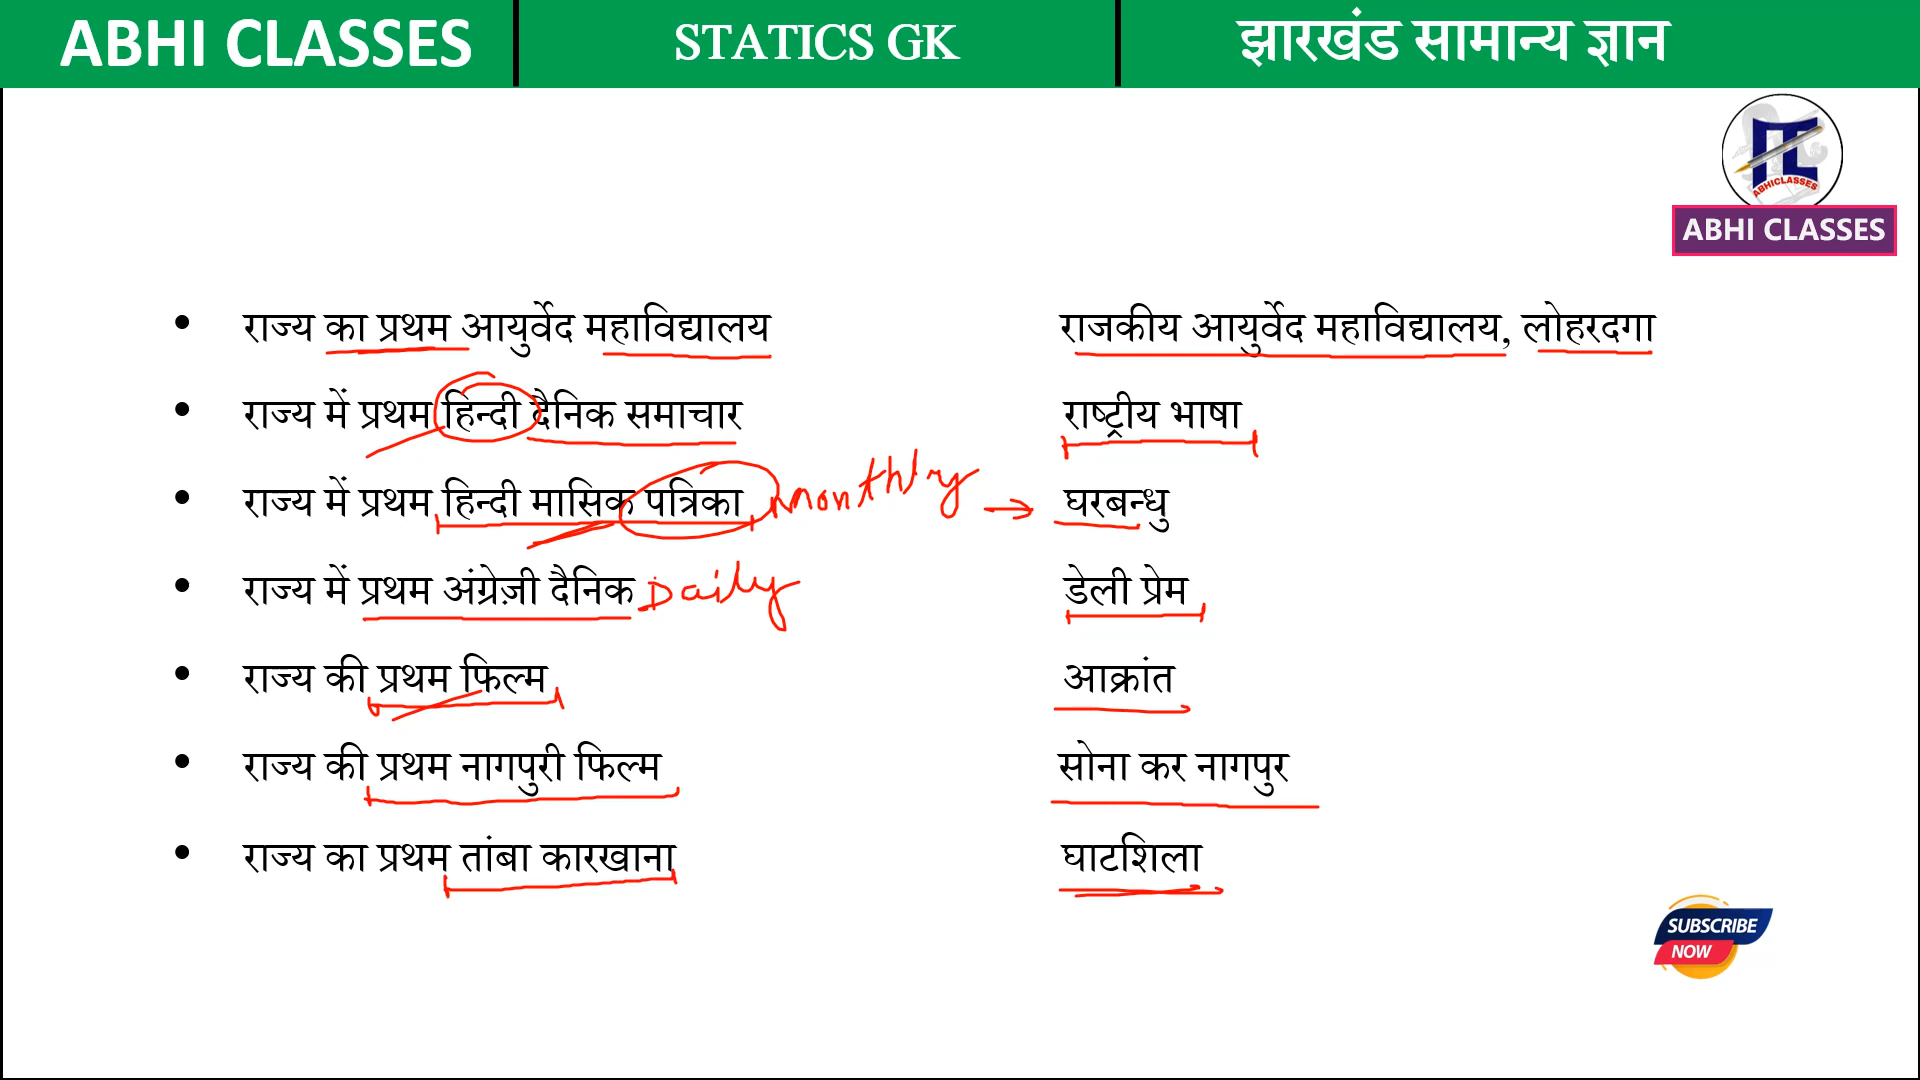 ABHI CLASSES STATICS GK झारखंड सामान्य ज्ञान
ABHICLASSES
ABHI CLASSES
• राज्य का प्रथम आयुर्वेद महाविद्यालय राजकीय आयुर्वेद महाविद्यालय, लोहरदगा
• राज्य में प्रथम हिन्दी दैनिक समाचार राष्ट्रीय भाषा
• राज्य में प्रथम हिन्दी मासिक पत्रिका monthly → घरबन्धु
• राज्य में प्रथम अंग्रेज़ी दैनिक Daily डेली प्रेम
• राज्य की प्रथम फिल्म आक्रांत
• राज्य की प्रथम नागपुरी फिल्म सोना कर नागपुर
• राज्य का प्रथम तांबा कारखाना घाटशिला
SUBSCRIBE
NOW